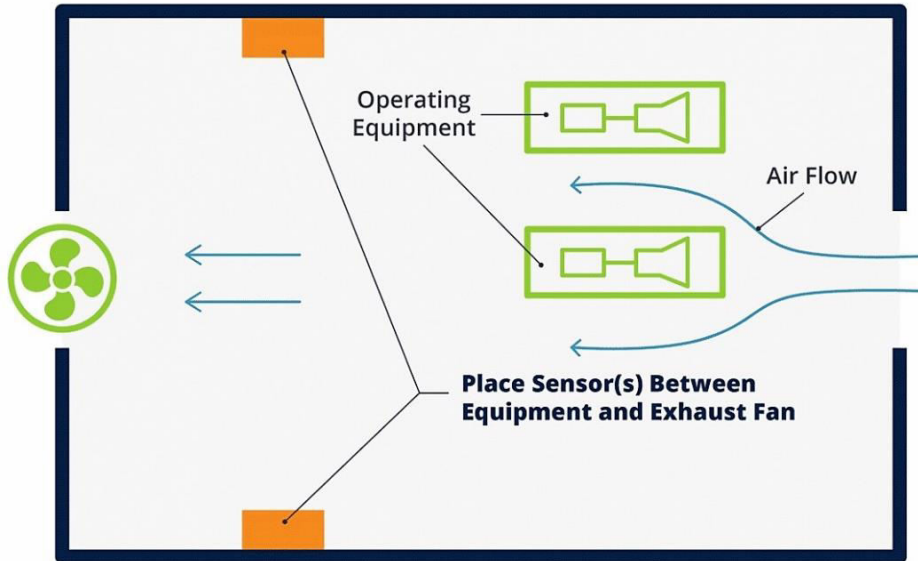 Operating
Equipment
Air Flow
Place Sensor(s) Between
Equipment and Exhaust Fan